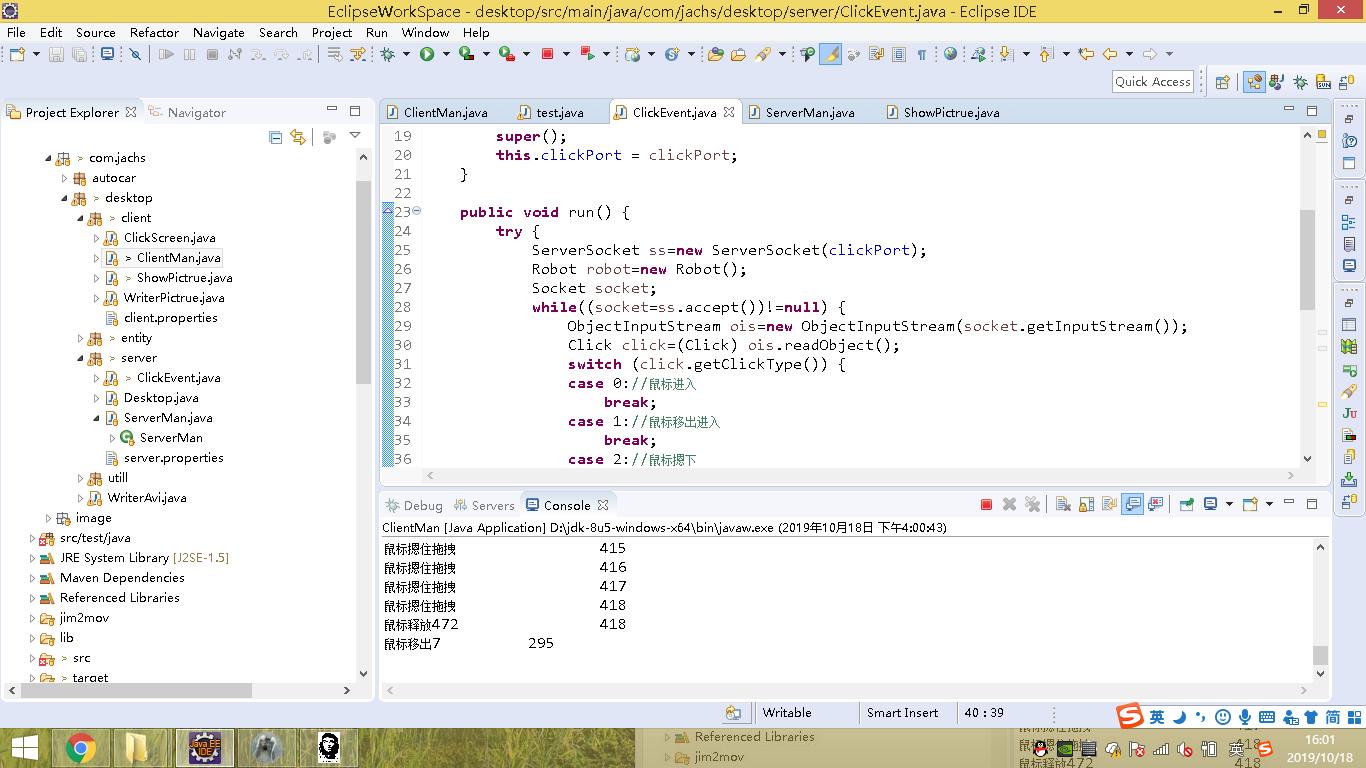 EclipseWorkSpace - desktop/src/main/java/com/jachs/desktop/server/ClickEvent.java - Eclipse IDE
File Edit Source Refactor Navigate Search Project Run Window Help
Quick Access
Project Explorer Navigator
> com.jachs
autocar
> desktop
> client
ClickScreen.java
> ClientMan.java
> ShowPictrue.java
WriterPictrue.java
client.properties
> entity
> server
> ClickEvent.java
Desktop.java
ServerMan.java
ServerMan
server.properties
utill
WriterAvi.java
image
src/test/java
JRE System Library [J2SE-1.5]
Maven Dependencies
Referenced Libraries
jim2mov
lib
> src
> target
ClientMan.java test.java ClickEvent.java ServerMan.java ShowPictrue.java
19 super();
20 this.clickPort = clickPort;
21 }
22
23 public void run() {
24 try {
25 ServerSocket ss=new ServerSocket(clickPort);
26 Robot robot=new Robot();
27 Socket socket;
28 while((socket=ss.accept())!=null) {
29 ObjectInputStream ois=new ObjectInputStream(socket.getInputStream());
30 Click click=(Click) ois.readObject();
31 switch (click.getClickType()) {
32 case 0://鼠标进入
33 break;
34 case 1://鼠标移出进入
35 break;
36 case 2://鼠标摁下
Debug Servers Console
ClientMan [Java Application] D:\jdk-8u5-windows-x64\bin\javaw.exe (2019年10月18日 下午4:00:43)
鼠标摁住拖拽 415
鼠标摁住拖拽 416
鼠标摁住拖拽 417
鼠标摁住拖拽 418
鼠标释放472 418
鼠标移出7 295
Writable Smart Insert 40 : 39
英 简
Java EE
IDE
Referenced Libraries
jim2mov
鼠标释放472 418
英
16:01
2019/10/18